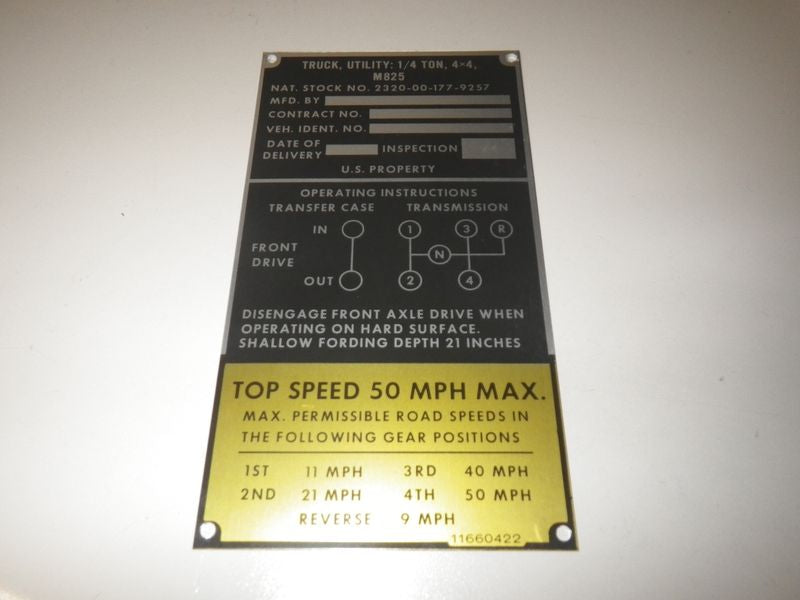 TRUCK, UTILITY: 1/4 TON, 4×4,
M825
NAT. STOCK NO. 2320-00-177-9257
MFD. BY
CONTRACT NO.
VEH. IDENT. NO.
DATE OF DELIVERY INSPECTION
U.S. PROPERTY
OPERATING INSTRUCTIONS
TRANSFER CASE TRANSMISSION
IN 1 3 R
FRONT DRIVE N
OUT 2 4
DISENGAGE FRONT AXLE DRIVE WHEN
OPERATING ON HARD SURFACE.
SHALLOW FORDING DEPTH 21 INCHES
TOP SPEED 50 MPH MAX.
MAX. PERMISSIBLE ROAD SPEEDS IN
THE FOLLOWING GEAR POSITIONS
1ST 11 MPH 3RD 40 MPH
2ND 21 MPH 4TH 50 MPH
REVERSE 9 MPH
11660422